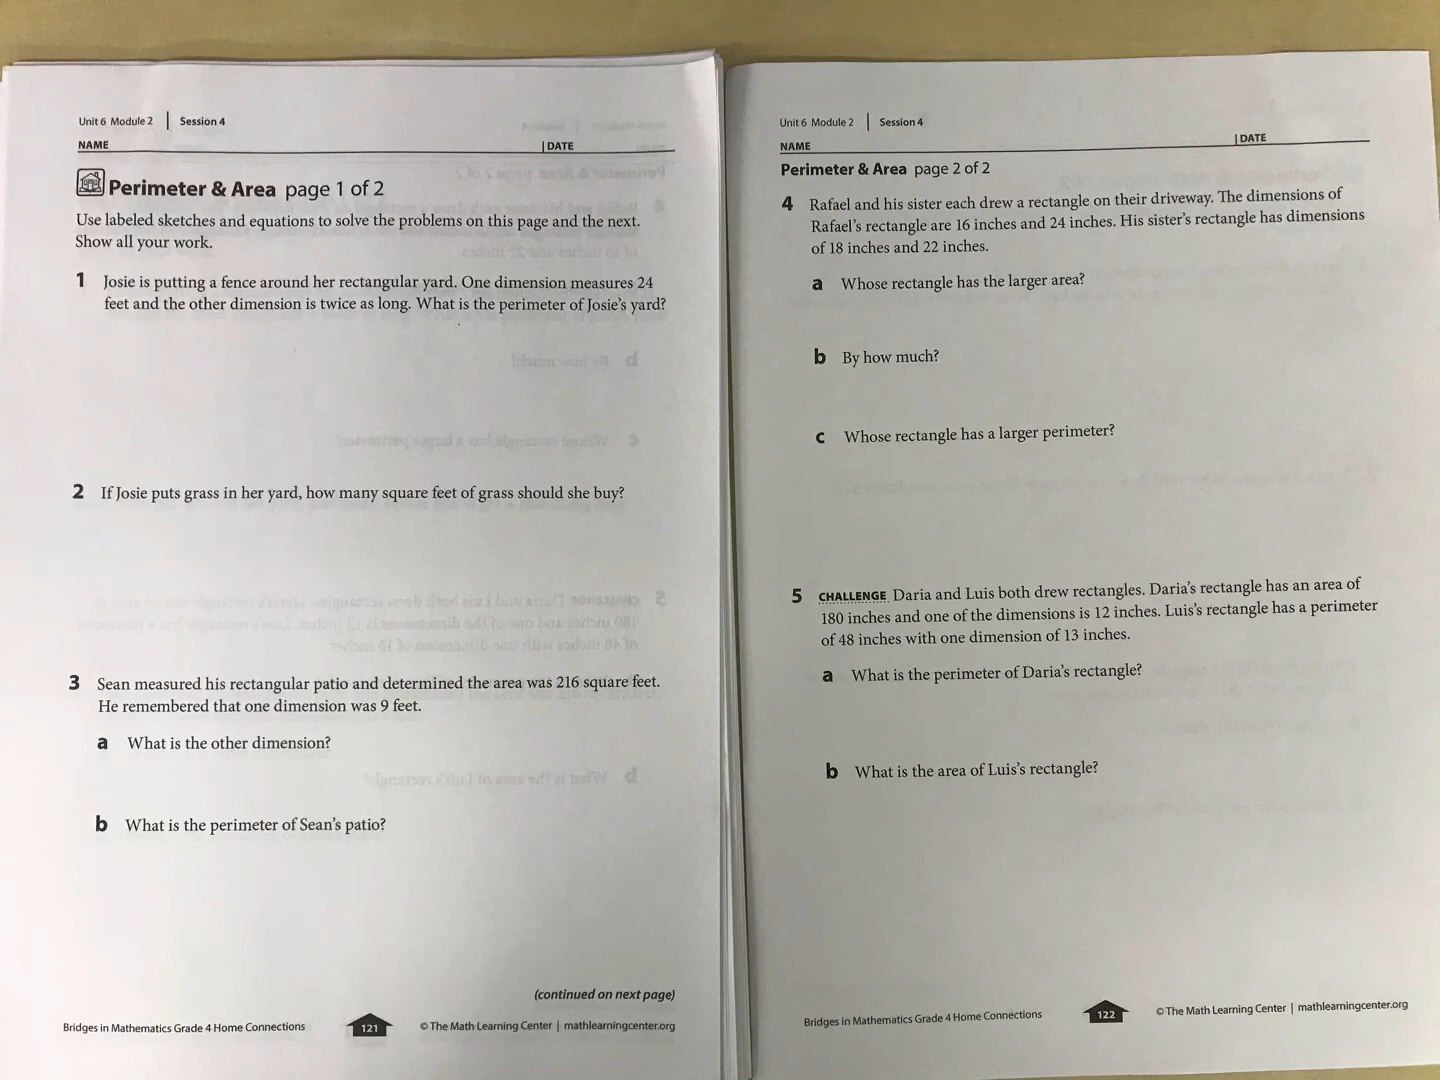 Unit 6 Module 2 | Session 4
NAME | DATE
Perimeter & Area page 1 of 2
Use labeled sketches and equations to solve the problems on this page and the next.
Show all your work.
1 Josie is putting a fence around her rectangular yard. One dimension measures 24
feet and the other dimension is twice as long. What is the perimeter of Josie's yard?
2 If Josie puts grass in her yard, how many square feet of grass should she buy?
3 Sean measured his rectangular patio and determined the area was 216 square feet.
He remembered that one dimension was 9 feet.
a What is the other dimension?
b What is the perimeter of Sean's patio?
(continued on next page)
Bridges in Mathematics Grade 4 Home Connections 121 © The Math Learning Center | mathlearningcenter.org
Unit 6 Module 2 | Session 4
NAME | DATE
Perimeter & Area page 2 of 2
4 Rafael and his sister each drew a rectangle on their driveway. The dimensions of
Rafael's rectangle are 16 inches and 24 inches. His sister's rectangle has dimensions
of 18 inches and 22 inches.
a Whose rectangle has the larger area?
b By how much?
c Whose rectangle has a larger perimeter?
5 CHALLENGE Daria and Luis both drew rectangles. Daria's rectangle has an area of
180 inches and one of the dimensions is 12 inches. Luis's rectangle has a perimeter
of 48 inches with one dimension of 13 inches.
a What is the perimeter of Daria's rectangle?
b What is the area of Luis's rectangle?
Bridges in Mathematics Grade 4 Home Connections 122 © The Math Learning Center | mathlearningcenter.org